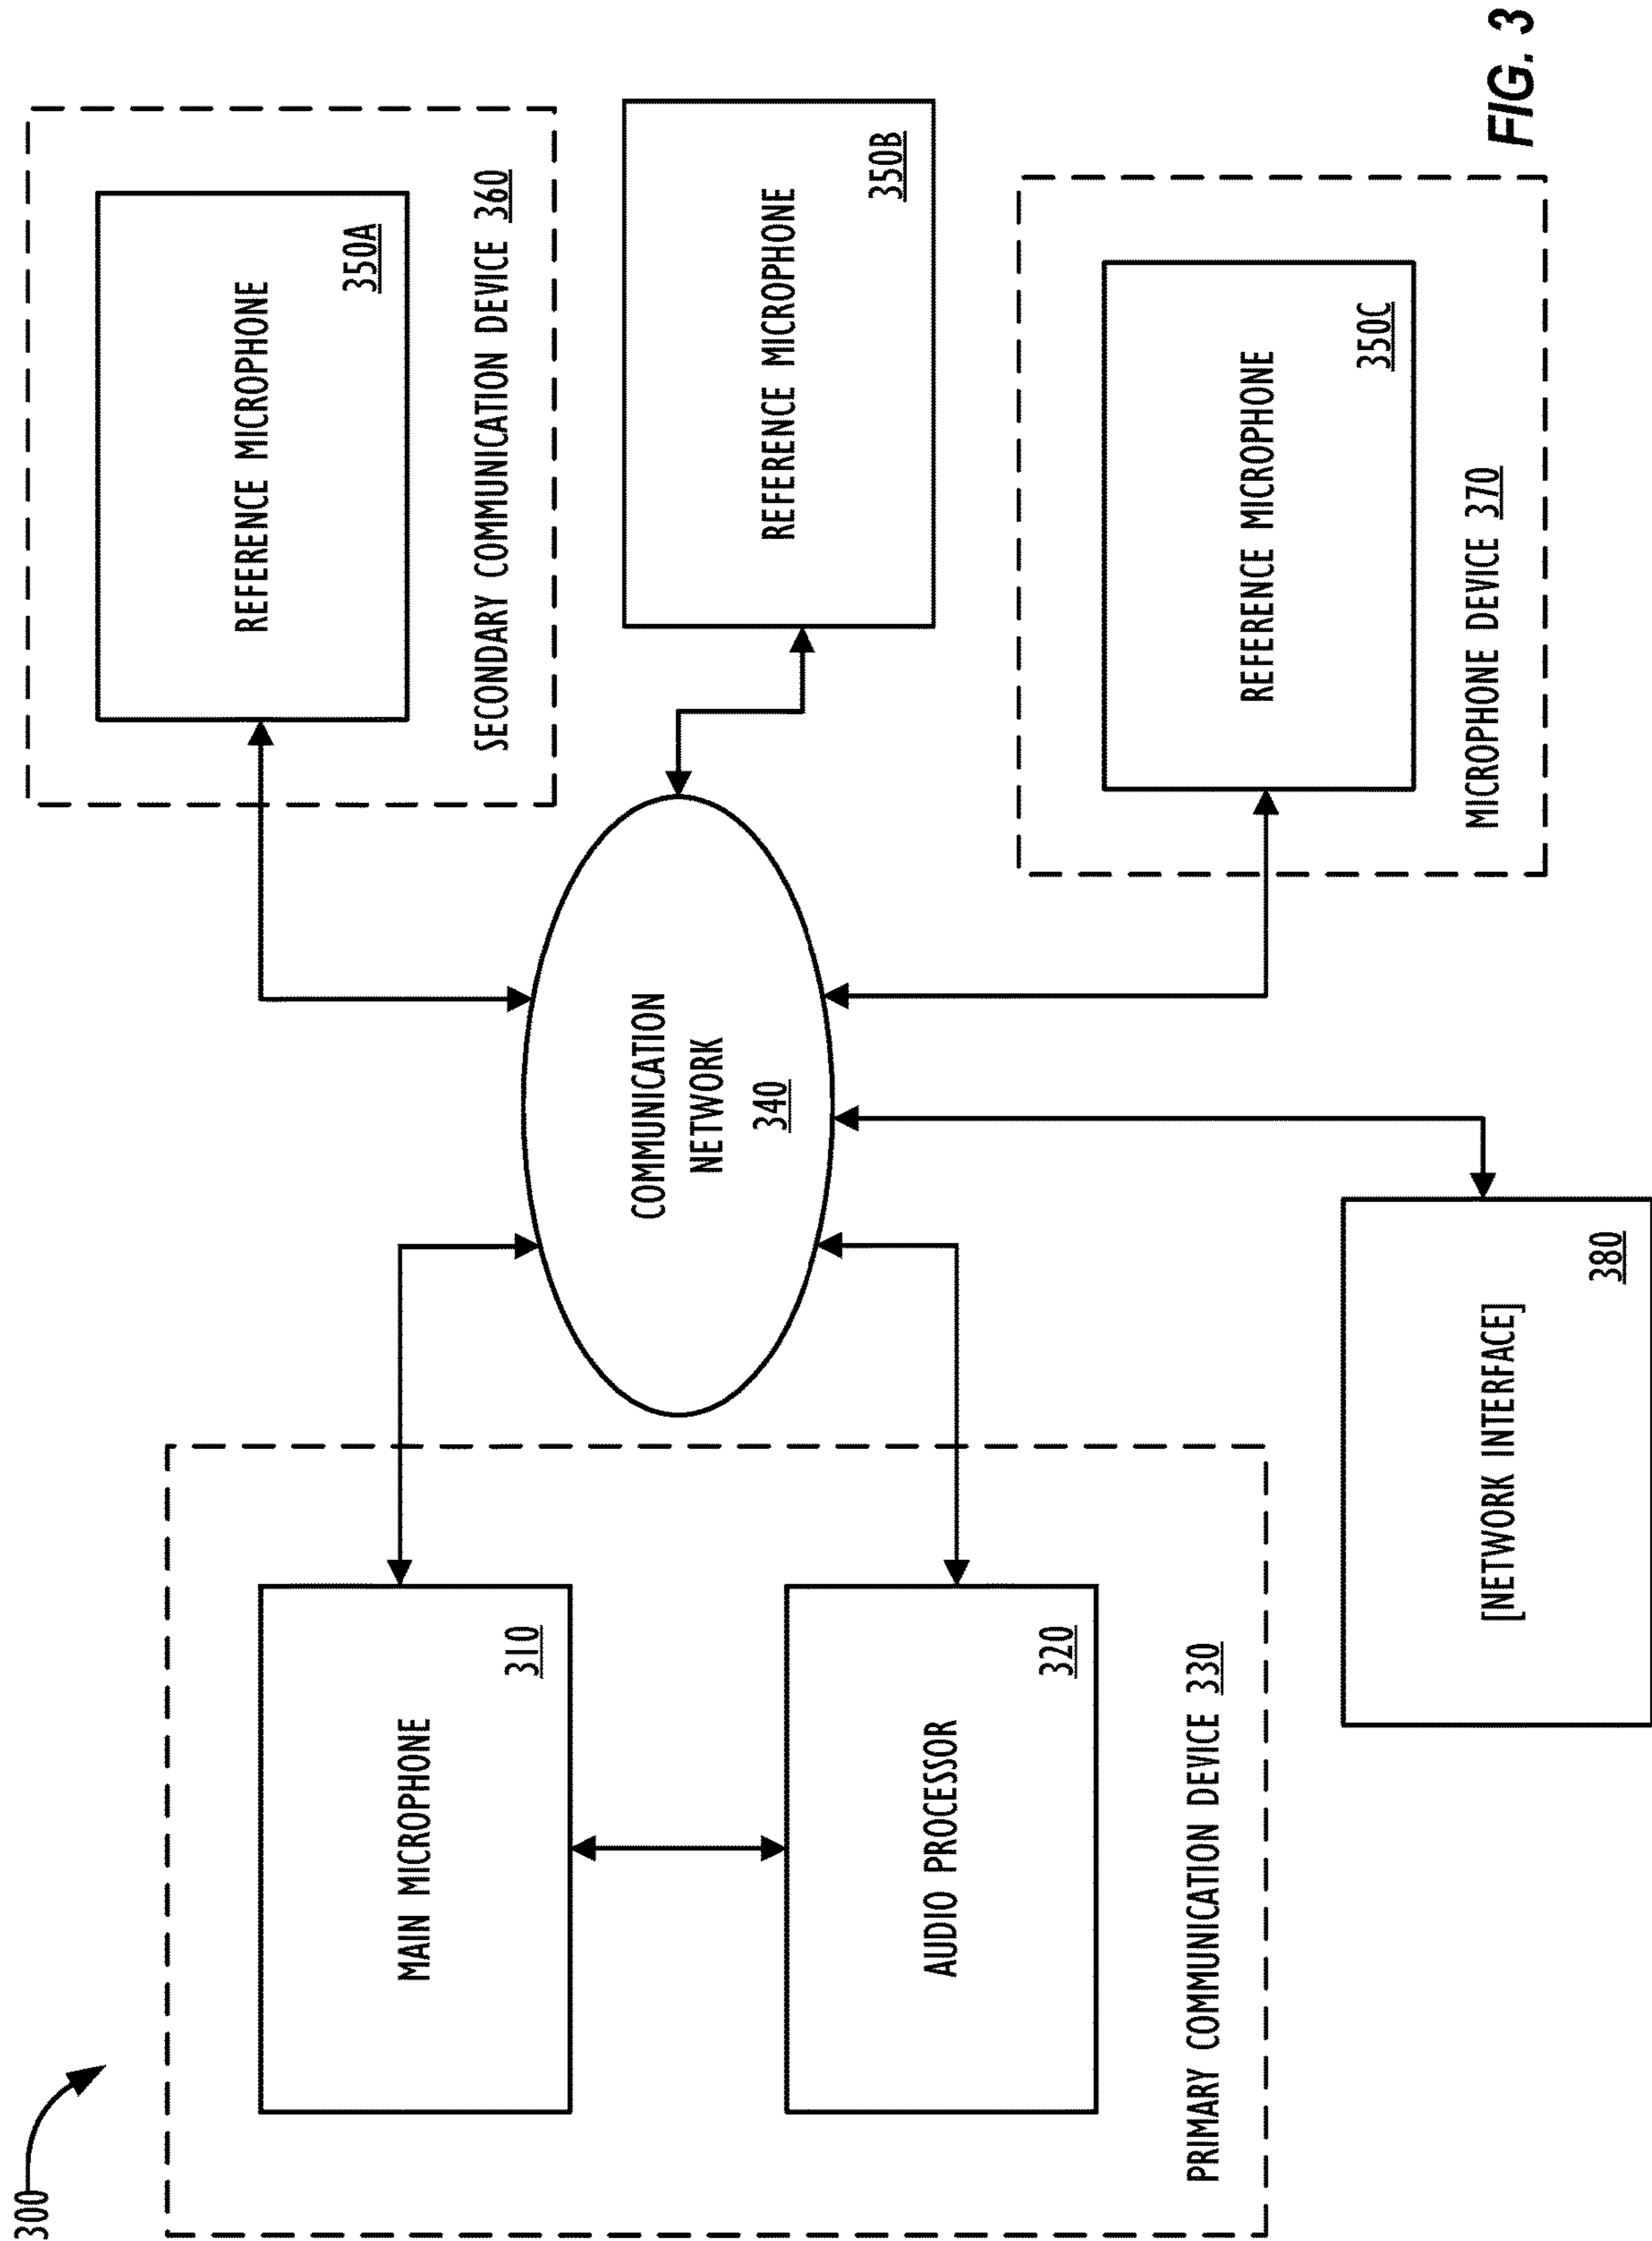 300
MAIN MICROPHONE
310
AUDIO PROCESSOR
320
PRIMARY COMMUNICATION DEVICE 330
COMMUNICATION
NETWORK
340
REFERENCE MICROPHONE
350A
SECONDARY COMMUNICATION DEVICE 360
REFERENCE MICROPHONE
350B
REFERENCE MICROPHONE
350C
MICROPHONE DEVICE 370
[NETWORK INTERFACE]
380
FIG. 3